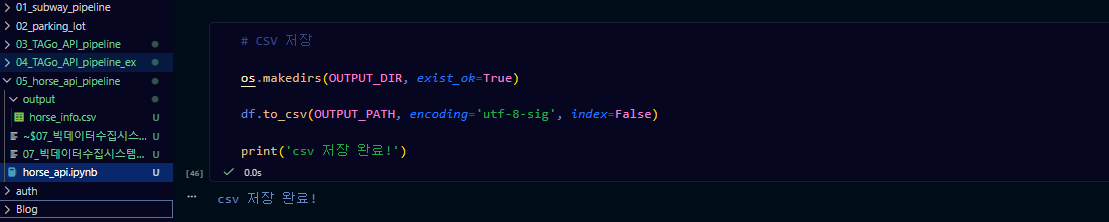 01_subway_pipeline
02_parking_lot
03_TAGo_API_pipeline
04_TAGo_API_pipeline_ex
05_horse_api_pipeline
output
horse_info.csv U
~$07_빅데이터수집시스... U
07_빅데이터수집시스템... U
horse_api.ipynb U
auth
Blog
# CSV 저장
os.makedirs(OUTPUT_DIR, exist_ok=True)
df.to_csv(OUTPUT_PATH, encoding='utf-8-sig', index=False)
print('csv 저장 완료!')
[46] 0.0s
... csv 저장 완료!